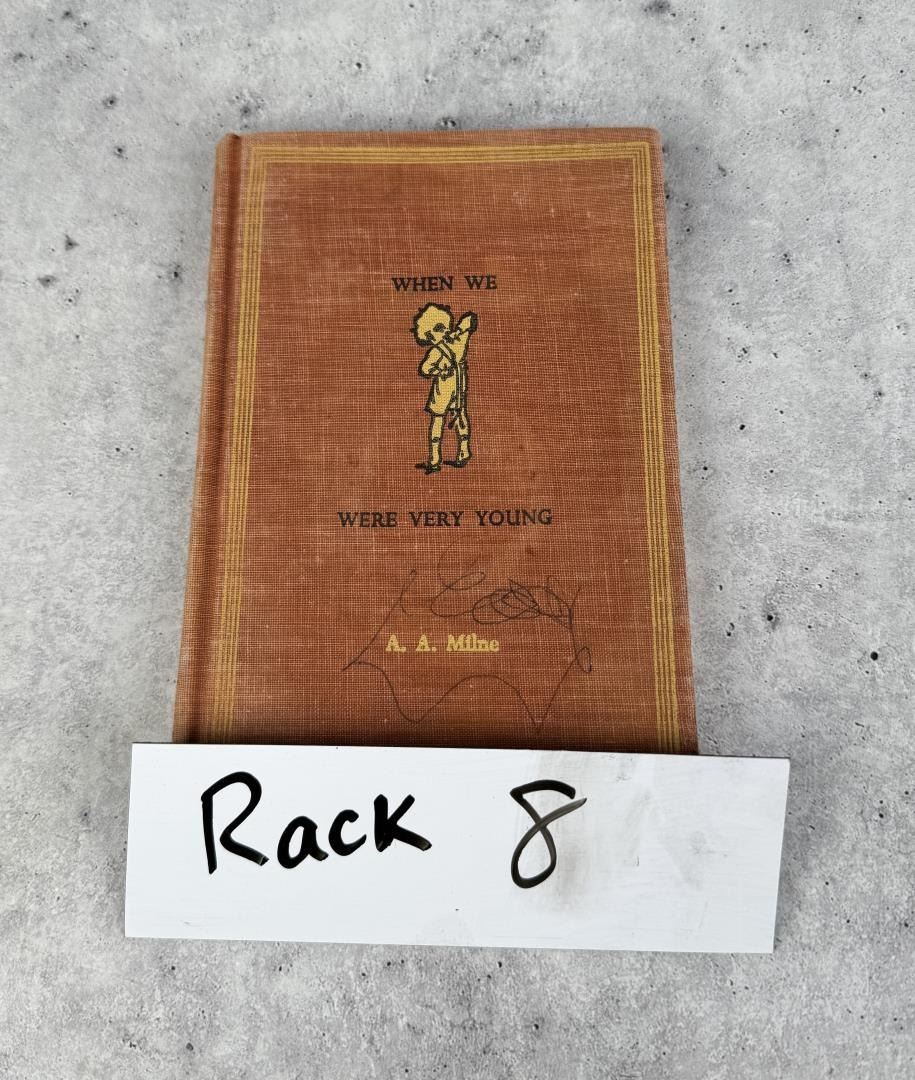 WHEN WE
WERE VERY YOUNG
A. A. Milne
Rack 8